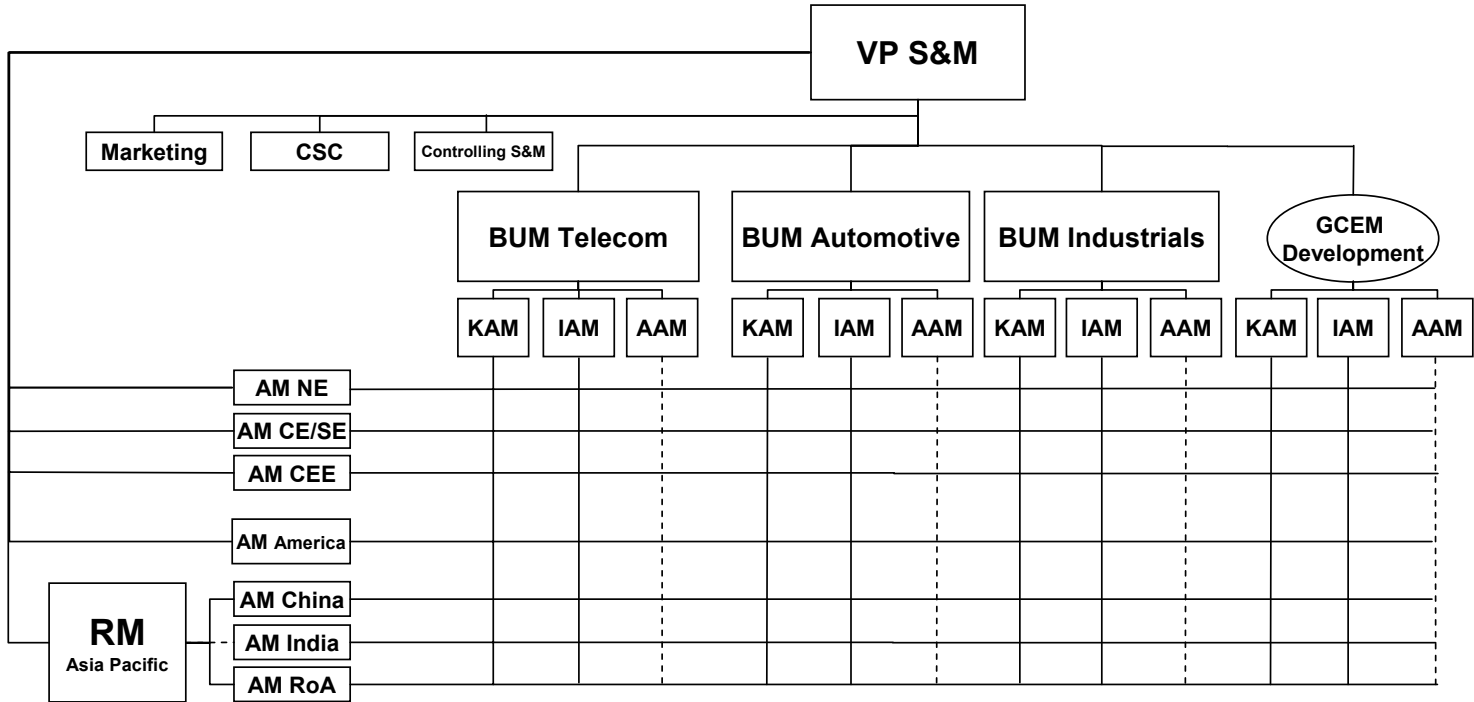 VP S&M
Marketing
CSC
Controlling S&M
BUM Telecom
BUM Automotive
BUM Industrials
GCEM
Development
KAM
IAM
AAM
KAM
IAM
AAM
KAM
IAM
AAM
KAM
IAM
AAM
AM NE
AM CE/SE
AM CEE
AM America
RM
Asia Pacific
AM China
AM India
AM RoA